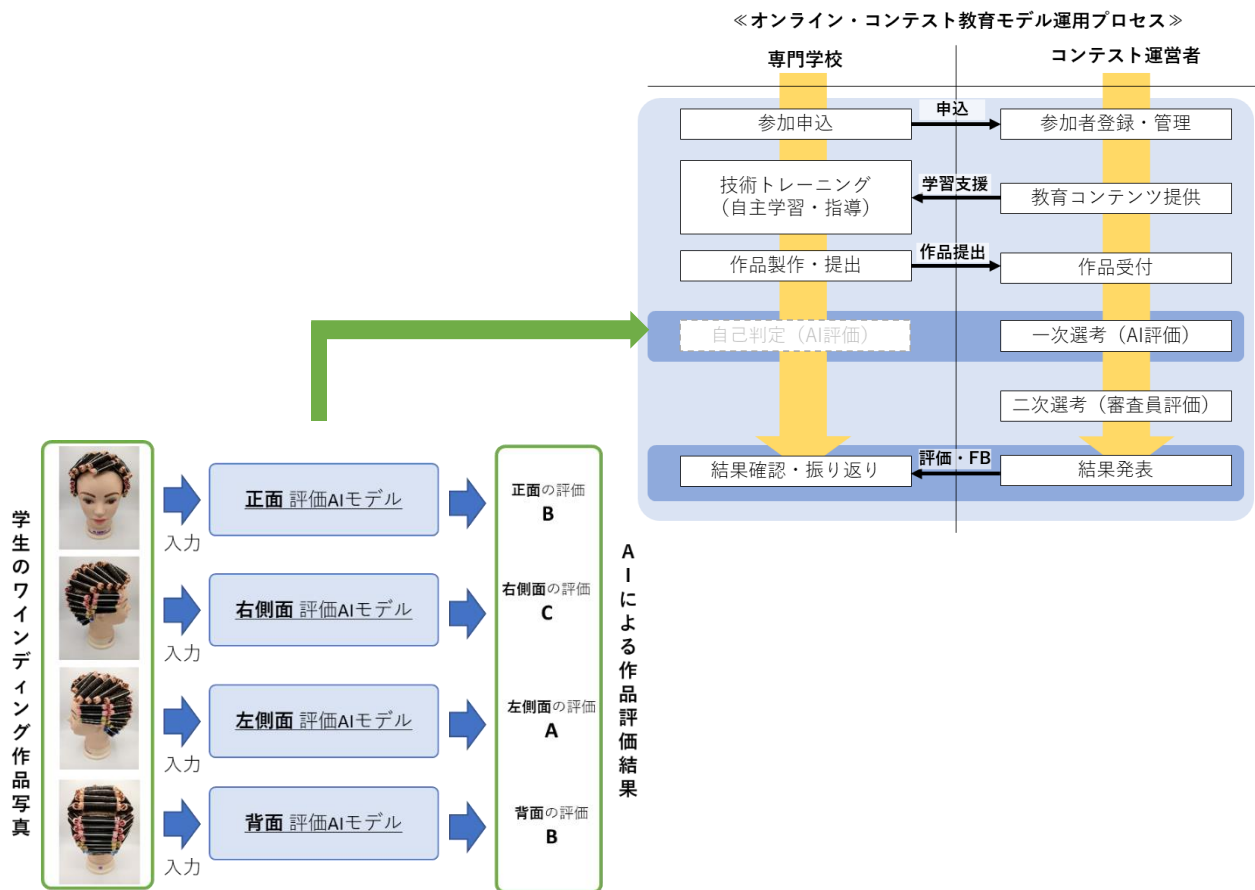 ≪オンライン・コンテスト教育モデル運用プロセス≫
専門学校
コンテスト運営者
参加申込
申込
参加者登録・管理
技術トレーニング
(自主学習・指導)
学習支援
教育コンテンツ提供
作品製作・提出
作品提出
作品受付
自己判定（AI評価）
一次選考（AI評価）
二次選考（審査員評価）
結果確認・振り返り
評価・FB
結果発表
学生のワインディング作品写真
入力
正面 評価AIモデル
正面の評価
B
入力
右側面 評価AIモデル
右側面の評価
C
入力
左側面 評価AIモデル
左側面の評価
A
入力
背面 評価AIモデル
背面の評価
B
AIによる作品評価結果